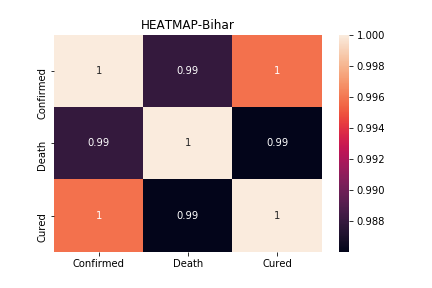 HEATMAP-Bihar
Confirmed
1
0.99
1
Death
0.99
1
0.99
Cured
1
0.99
1
Confirmed
Death
Cured
1.000
0.998
0.996
0.994
0.992
0.990
0.988